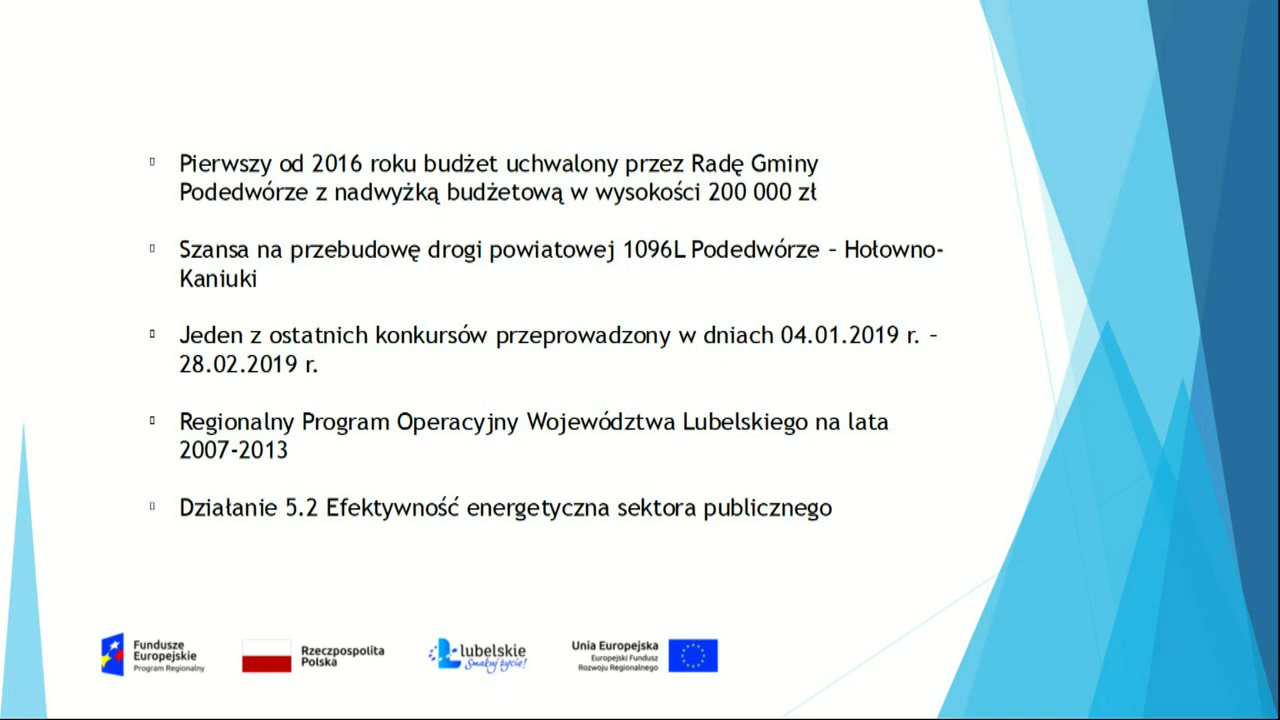 Pierwszy od 2016 roku budżet uchwalony przez Radę Gminy
Podedwórze z nadwyżką budżetową w wysokości 200 000 zł
Szansa na przebudowę drogi powiatowej 1096L Podedwórze – Hołowno-
Kaniuki
Jeden z ostatnich konkursów przeprowadzony w dniach 04.01.2019 r. –
28.02.2019 r.
Regionalny Program Operacyjny Województwa Lubelskiego na lata
2007-2013
Działanie 5.2 Efektywność energetyczna sektora publicznego
Fundusze
Europejskie
Program Regionalny
Rzeczpospolita
Polska
lubelskie
Smakuj życie!
Unia Europejska
Europejski Fundusz
Rozwoju Regionalnego